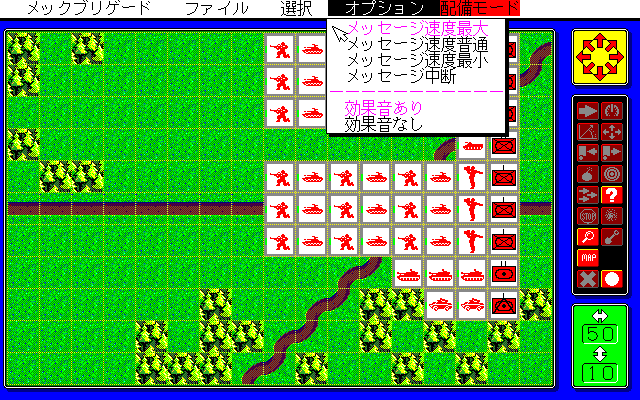 メックブリゲード ファイル 選択 オプション 配備モード
メッセージ速度最大
メッセージ速度普通
メッセージ速度最小
メッセージ中断
効果音あり
効果音なし
?
STOP
MAP
50
10